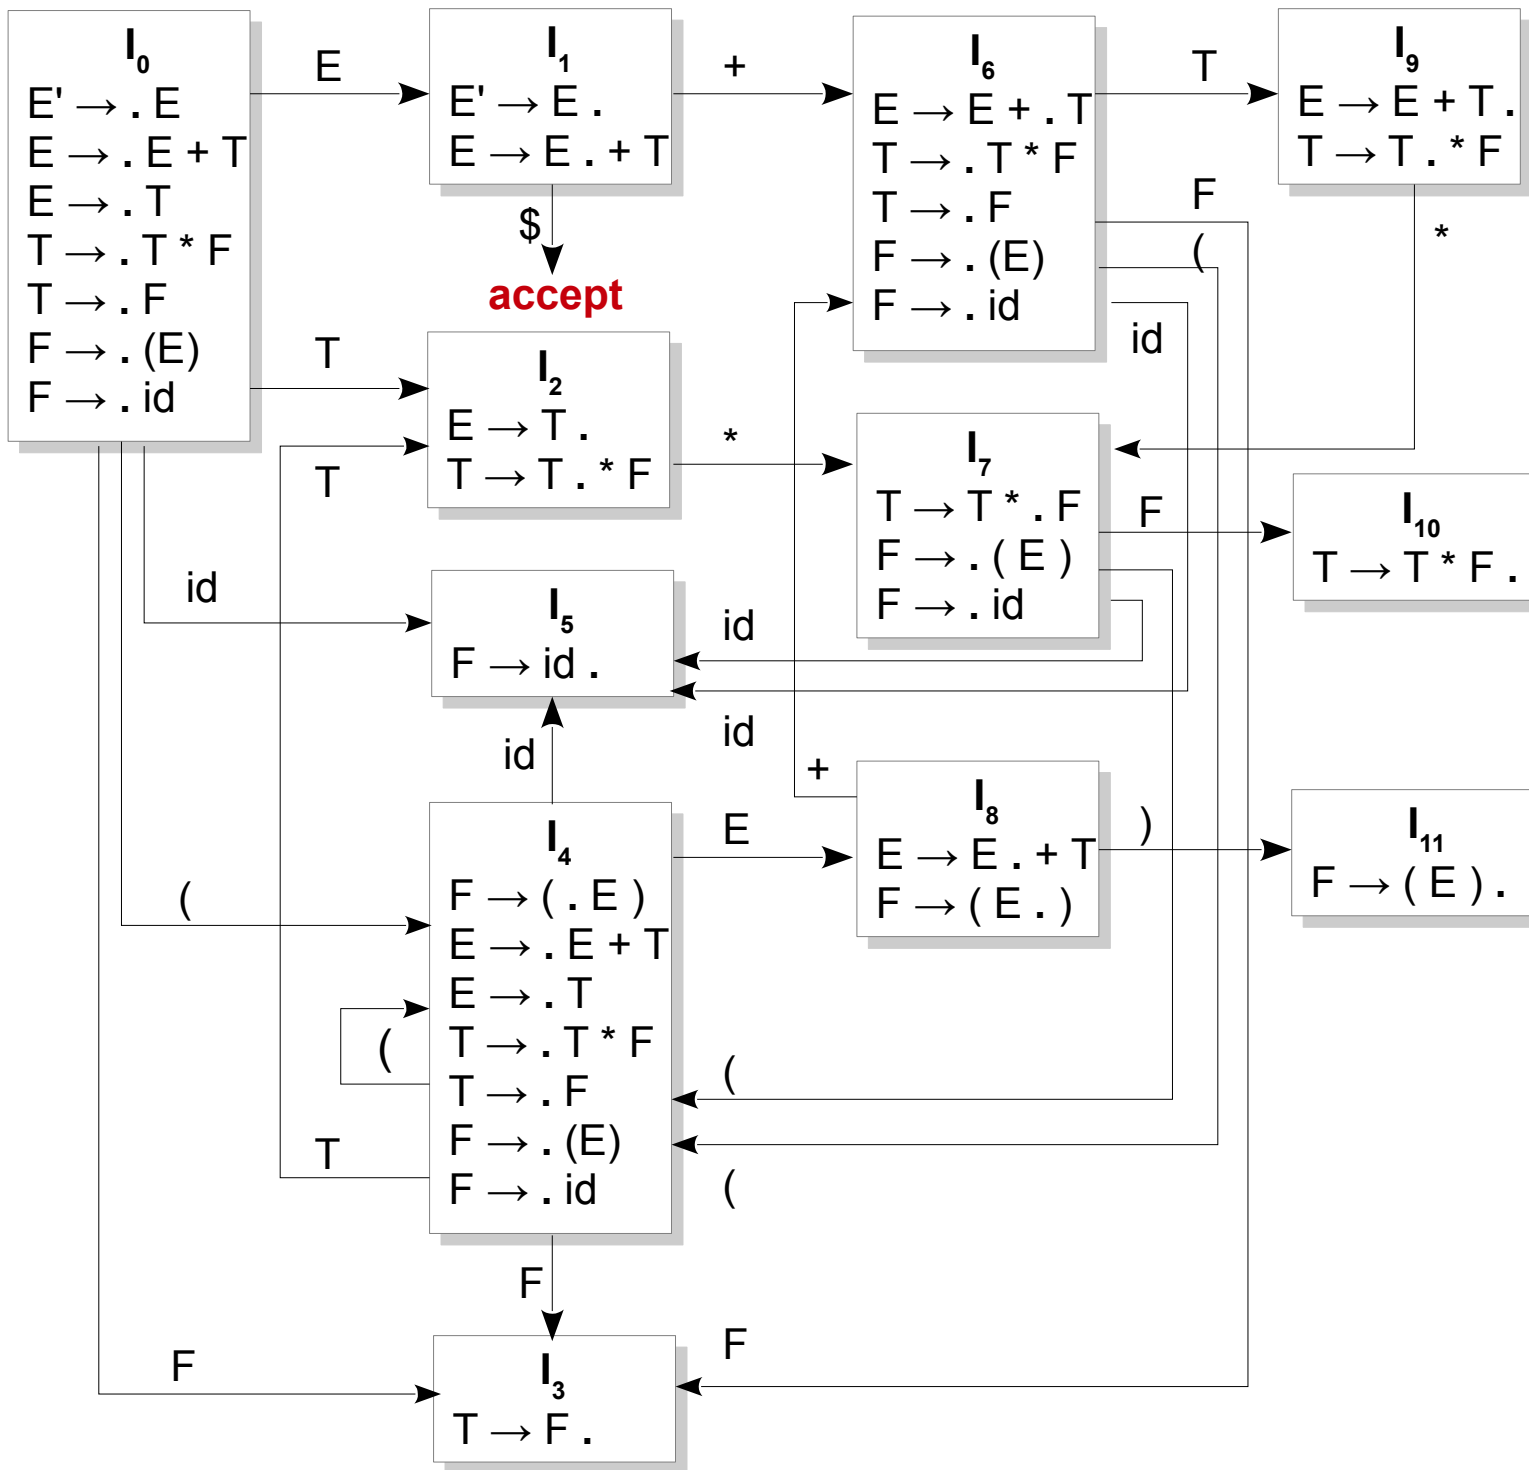 I₀
E' → . E
E → . E + T
E → . T
T → . T * F
T → . F
F → . (E)
F → . id
E
I₁
E' → E .
E → E . + T
$
accept
+
I₆
E → E + . T
T → . T * F
T → . F
F → . (E)
F → . id
T
I₉
E → E + T .
T → T . * F
F
(
*
id
T
I₂
E → T .
T → T . * F
T
*
I₇
T → T * . F
F → . ( E )
F → . id
F
I₁₀
T → T * F .
id
I₅
F → id .
id
id
id
+
I₈
E → E . + T
F → ( E . )
)
I₁₁
F → ( E ) .
E
(
I₄
F → ( . E )
E → . E + T
E → . T
T → . T * F
T → . F
F → . (E)
F → . id
(
(
T
(
F
F
I₃
T → F .
F